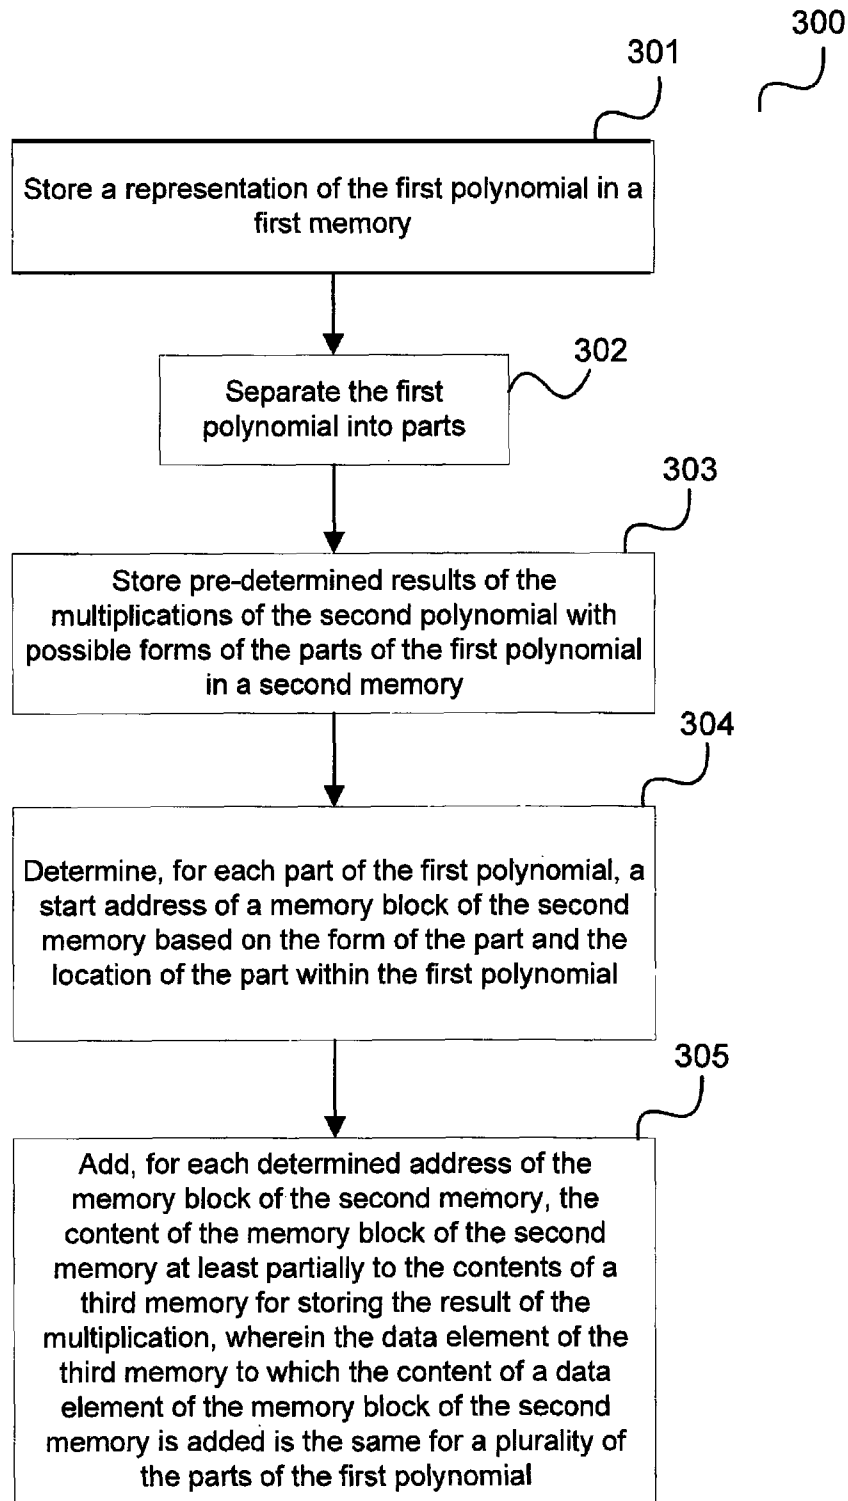 300
301
Store a representation of the first polynomial in a
first memory
302
Separate the first
polynomial into parts
303
Store pre-determined results of the
multiplications of the second polynomial with
possible forms of the parts of the first polynomial
in a second memory
304
Determine, for each part of the first polynomial, a
start address of a memory block of the second
memory based on the form of the part and the
location of the part within the first polynomial
305
Add, for each determined address of the
memory block of the second memory, the
content of the memory block of the second
memory at least partially to the contents of a
third memory for storing the result of the
multiplication, wherein the data element of the
third memory to which the content of a data
element of the memory block of the second
memory is added is the same for a plurality of
the parts of the first polynomial